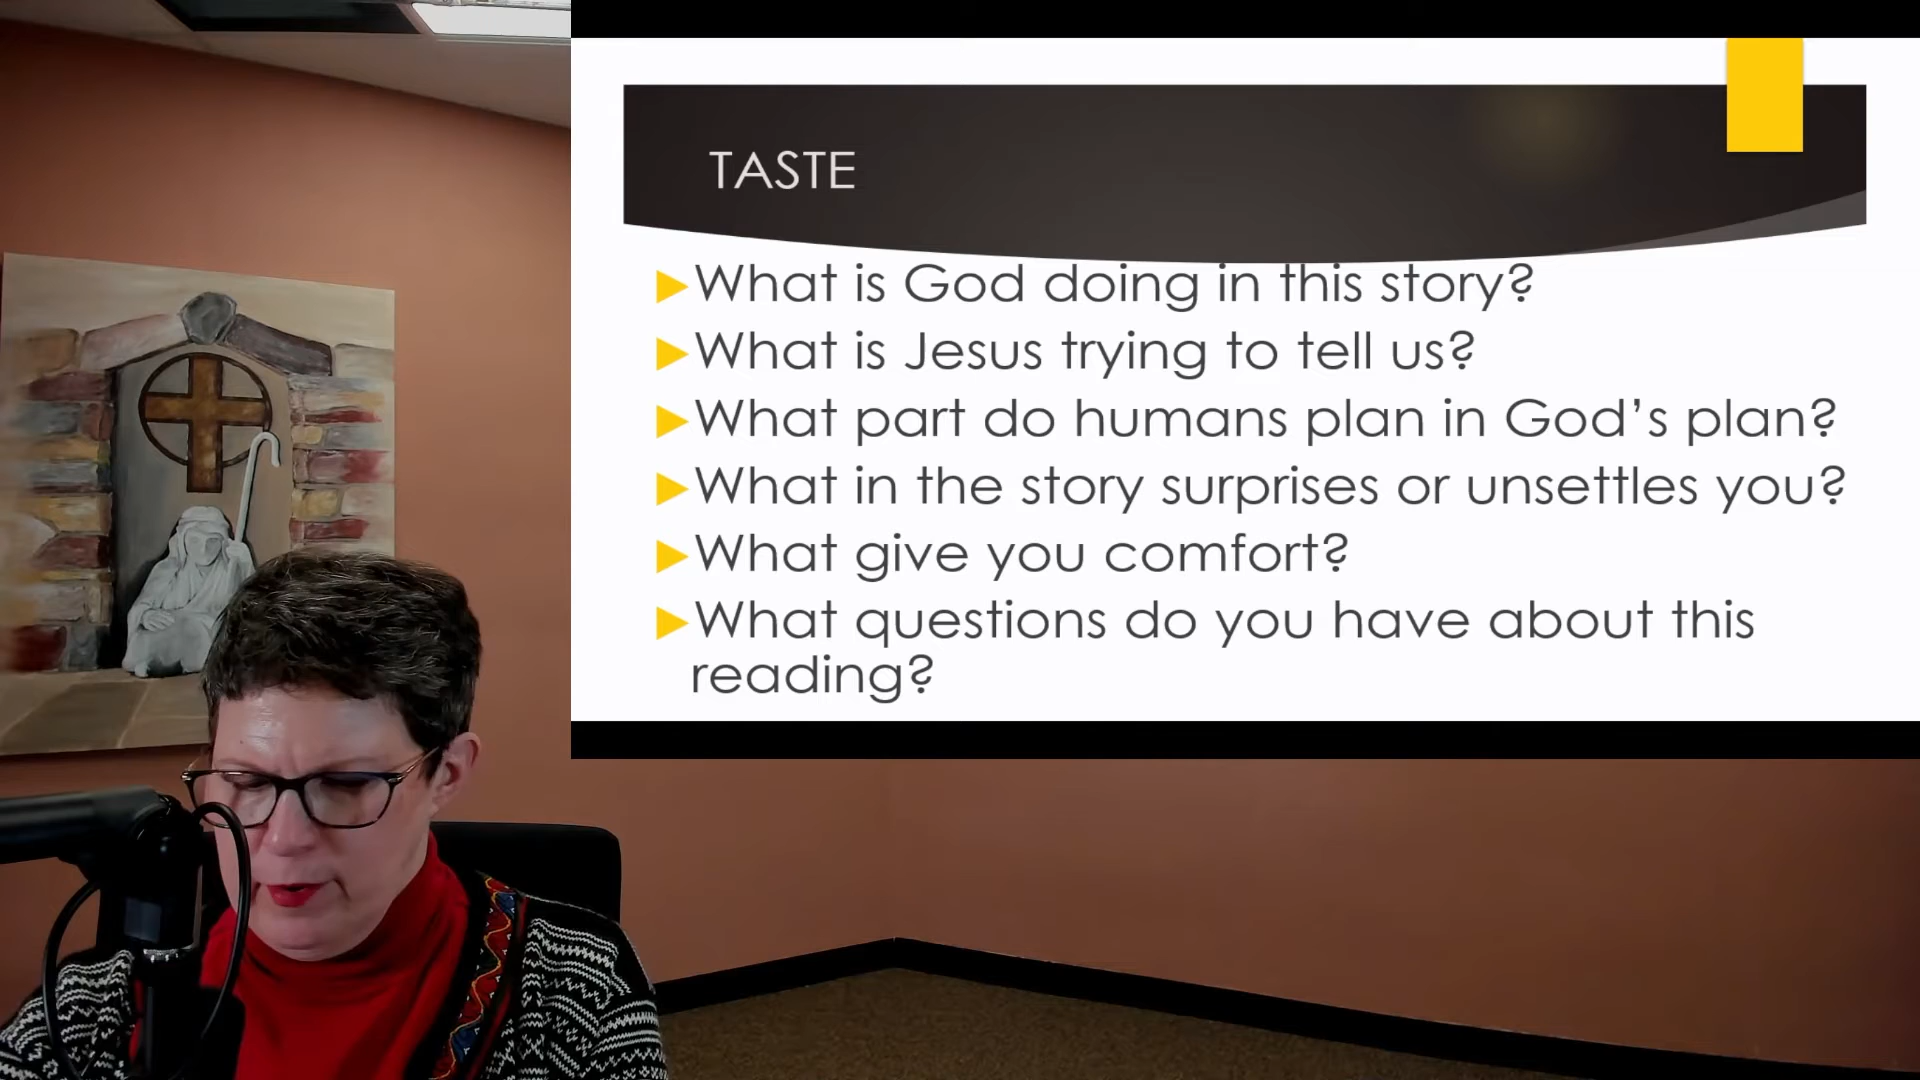 TASTE
What is God doing in this story?
What is Jesus trying to tell us?
What part do humans plan in God’s plan?
What in the story surprises or unsettles you?
What give you comfort?
What questions do you have about this
reading?